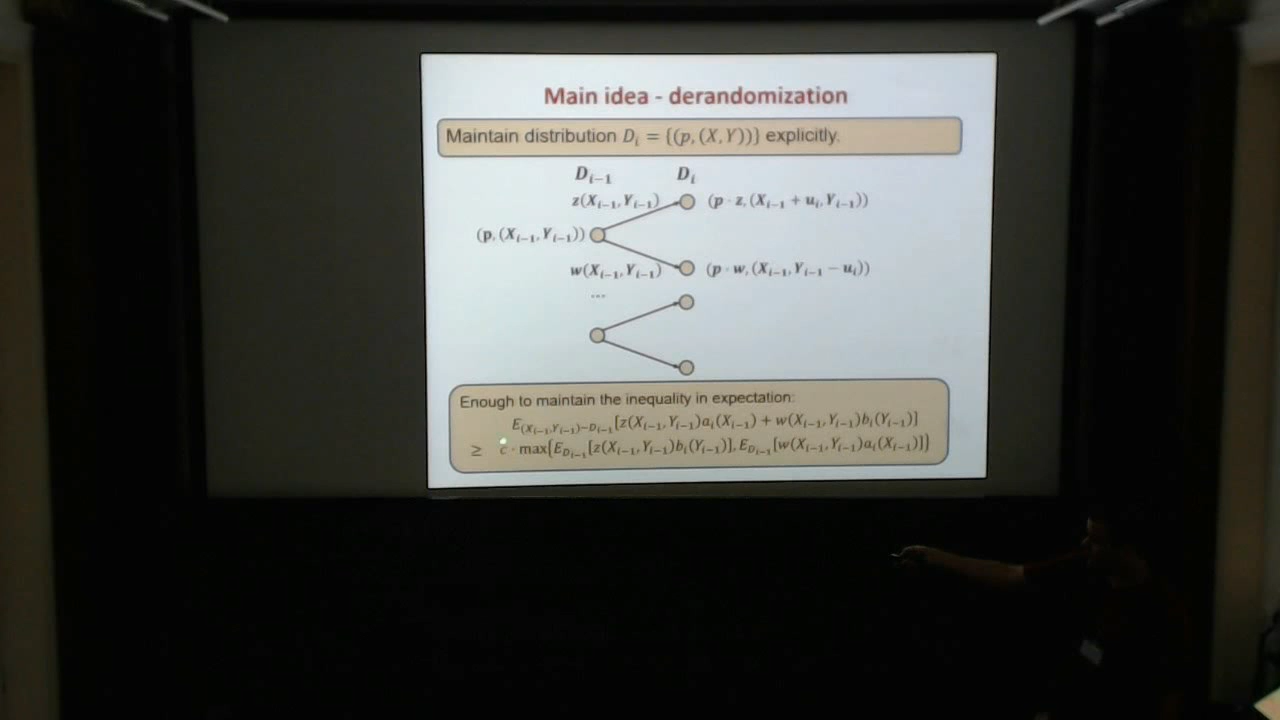 Main idea - derandomization
Maintain distribution D_i = {(p, (X, Y))} explicitly.
D_{i−1} D_i
z(X_{i−1}, Y_{i−1}) (p · z, (X_{i−1} + u_i, Y_{i−1}))
(p, (X_{i−1}, Y_{i−1}))
w(X_{i−1}, Y_{i−1}) (p · w, (X_{i−1}, Y_{i−1} − u_i))
...
Enough to maintain the inequality in expectation:
E_{(X_{i−1},Y_{i−1})~D_{i−1}}[z(X_{i−1}, Y_{i−1})a_i(X_{i−1}) + w(X_{i−1}, Y_{i−1})b_i(Y_{i−1})]
≥ c · max{E_{D_{i−1}}[z(X_{i−1}, Y_{i−1})b_i(Y_{i−1})], E_{D_{i−1}}[w(X_{i−1}, Y_{i−1})a_i(X_{i−1})]}